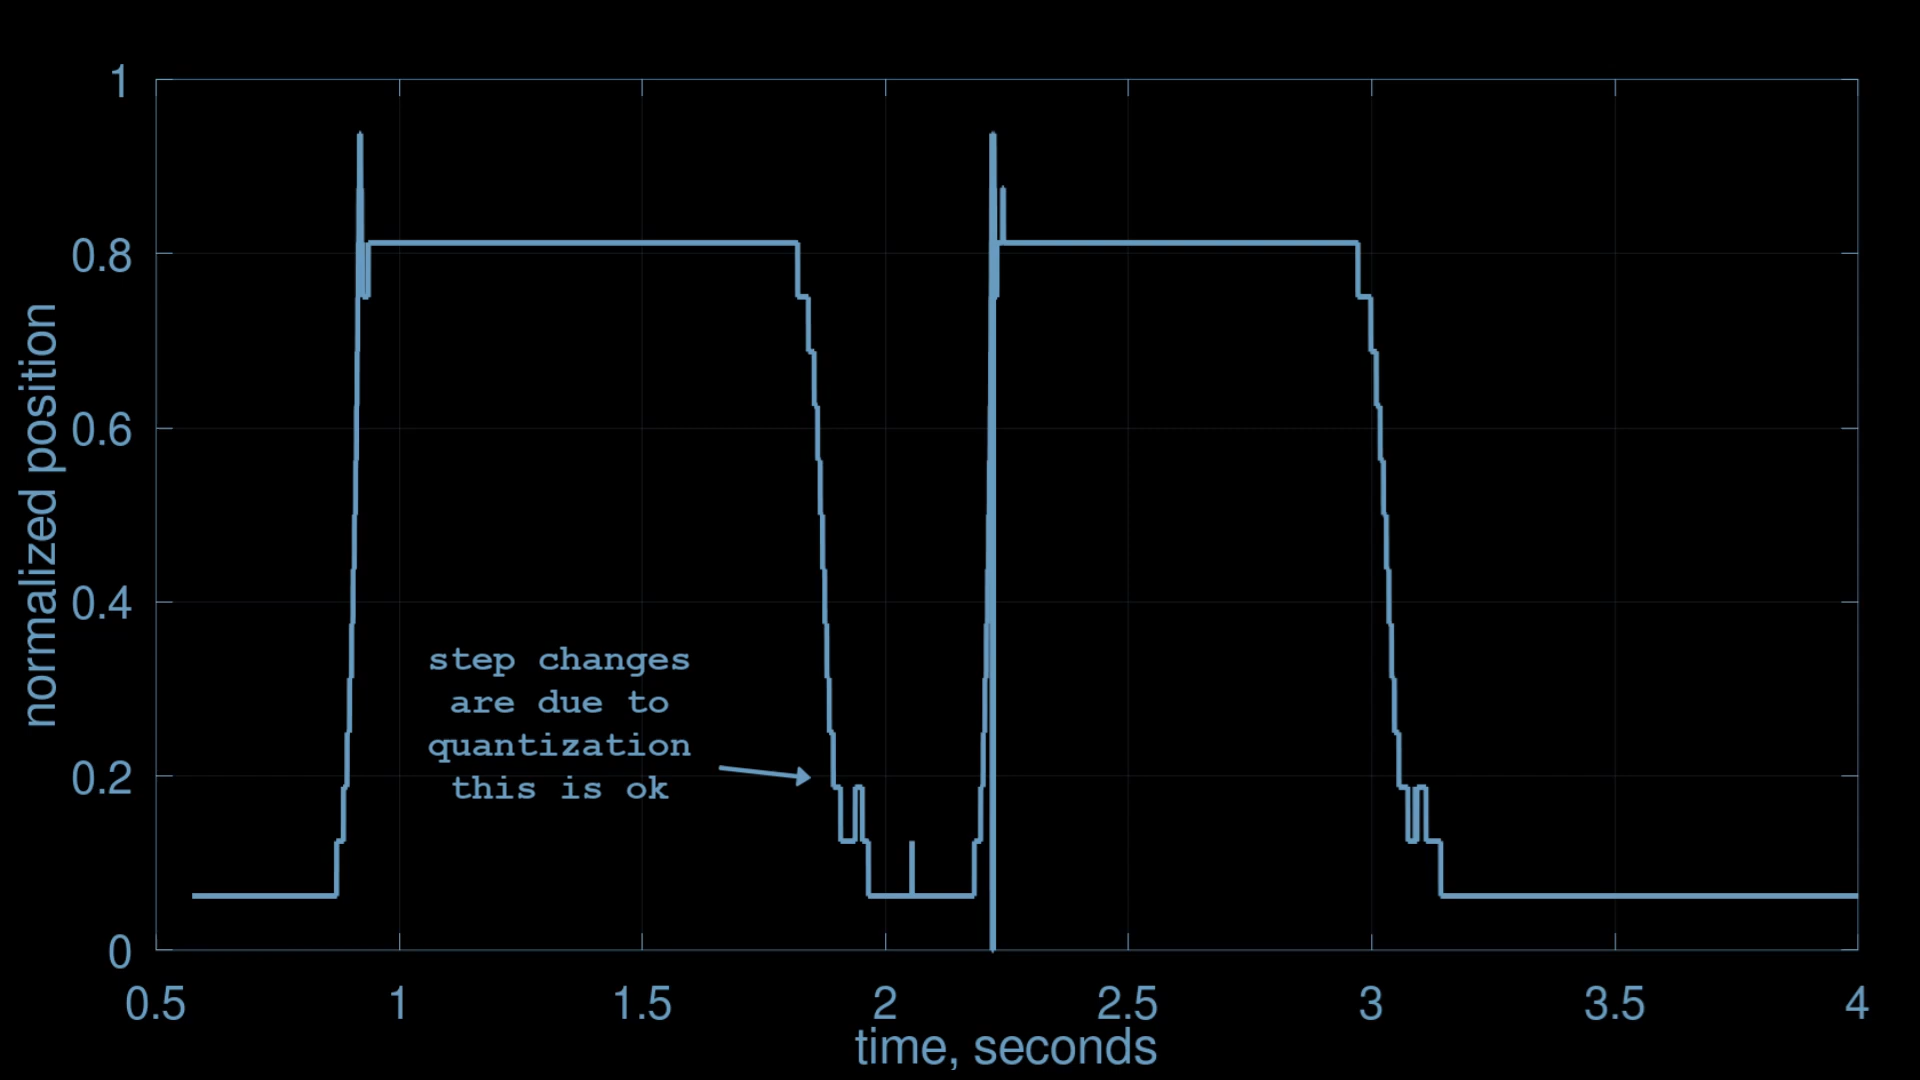 1
0.8
0.6
0.4
0.2
0
normalized position
step changes
are due to
quantization
this is ok
0.5 1 1.5 2 2.5 3 3.5 4
time, seconds